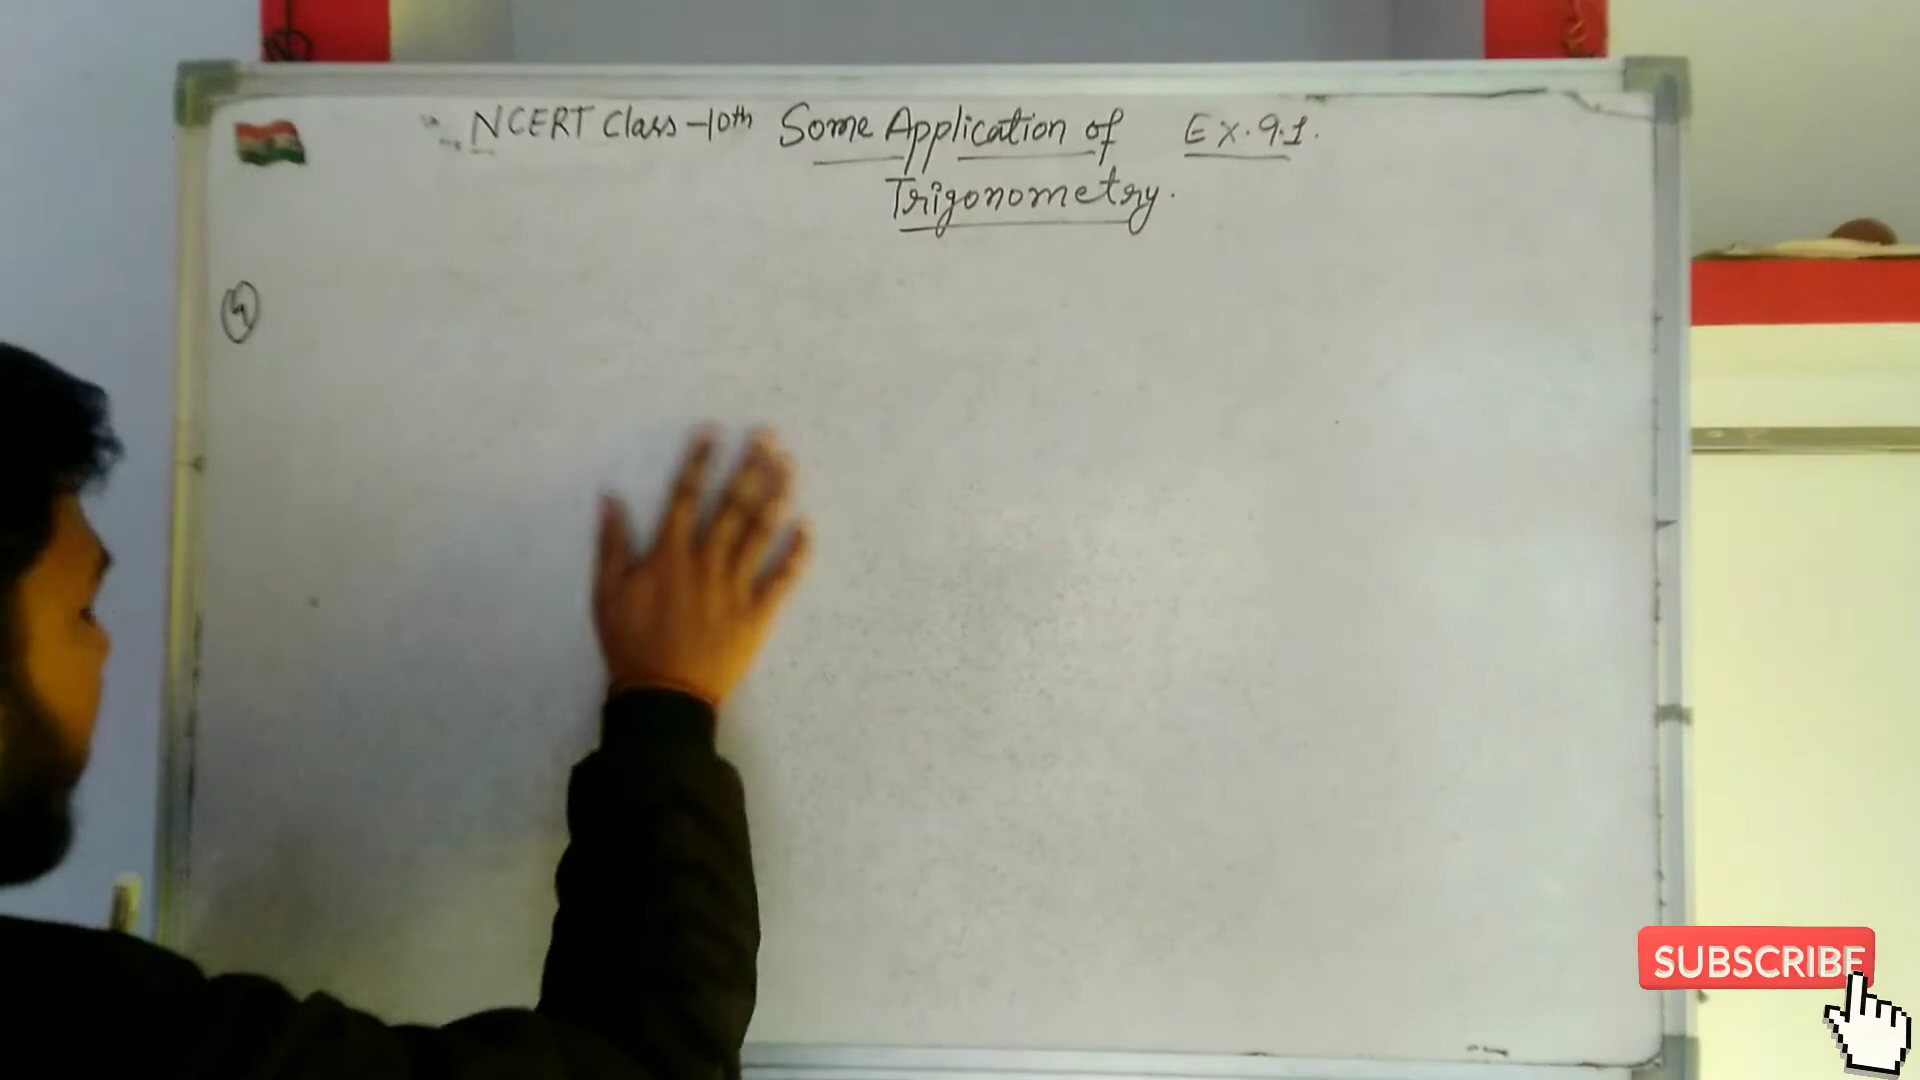 NCERT Class-10th Some Application of Ex. 9.1.
Trigonometry.
4
SUBSCRIBE